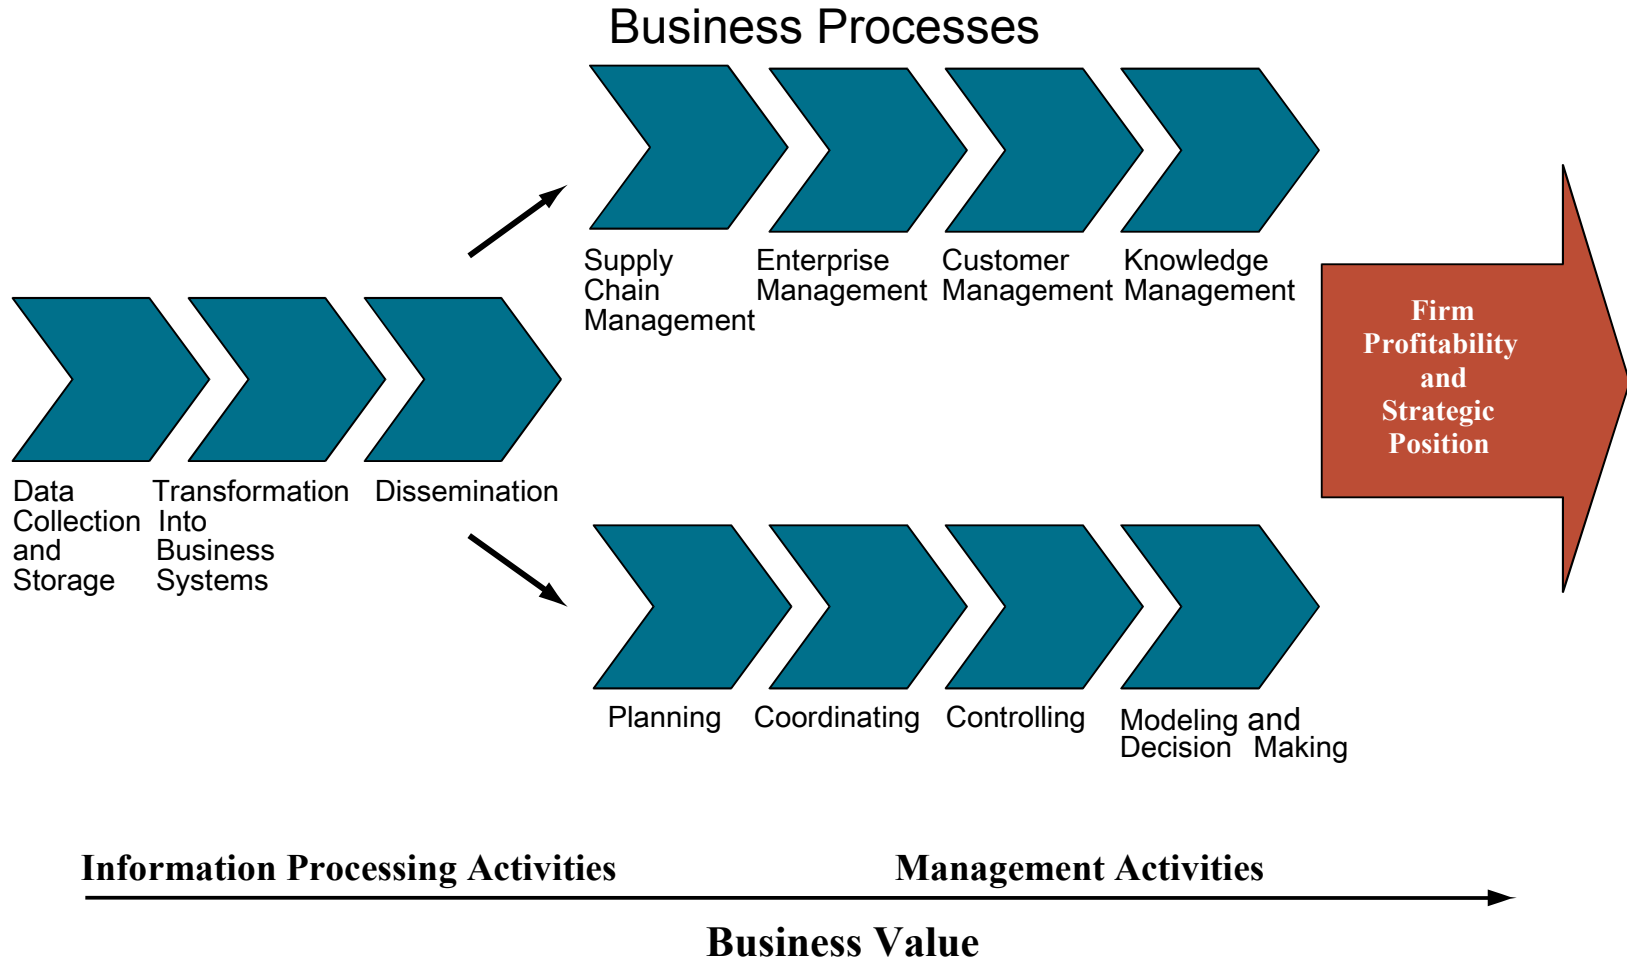 Business Processes
Supply
Chain
Management
Enterprise
Management
Customer
Management
Knowledge
Management
Firm
Profitability
and
Strategic
Position
Data
Collection
and
Storage
Transformation
Into
Business
Systems
Dissemination
Planning
Coordinating
Controlling
Modeling and
Decision Making
Information Processing Activities
Management Activities
Business Value